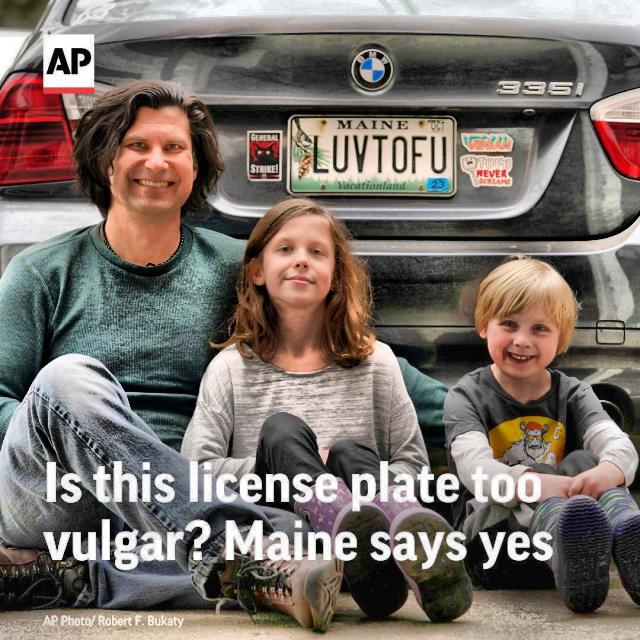 AP
BMW
335i
MAINE
OCT
LUVTOFU
Vacationland
23
GENERAL
STRIKE!
VEGAN
TOFU
NEVER
SCREAMS
Is this license plate too
vulgar? Maine says yes
AP Photo/ Robert F. Bukaty